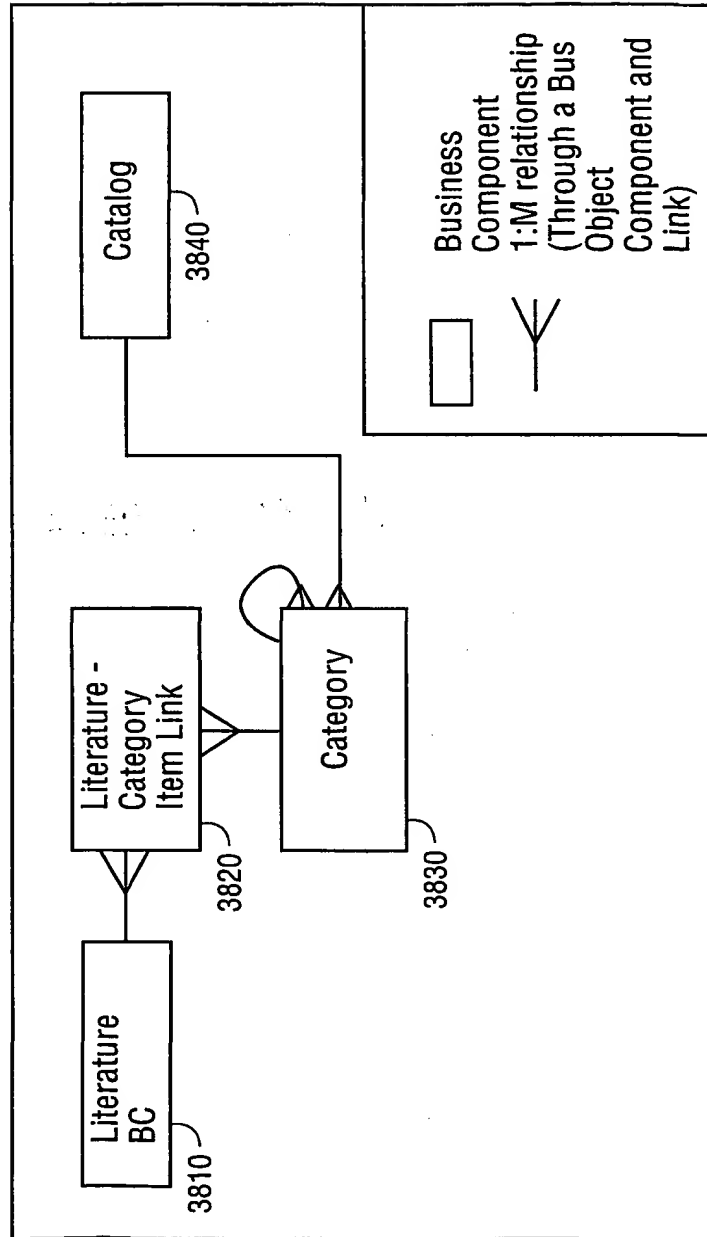 Literature
BC
3810
Literature -
Category
Item Link
3820
Category
3830
Catalog
3840
Business
Component
1:M relationship
(Through a Bus
Object
Component and
Link)